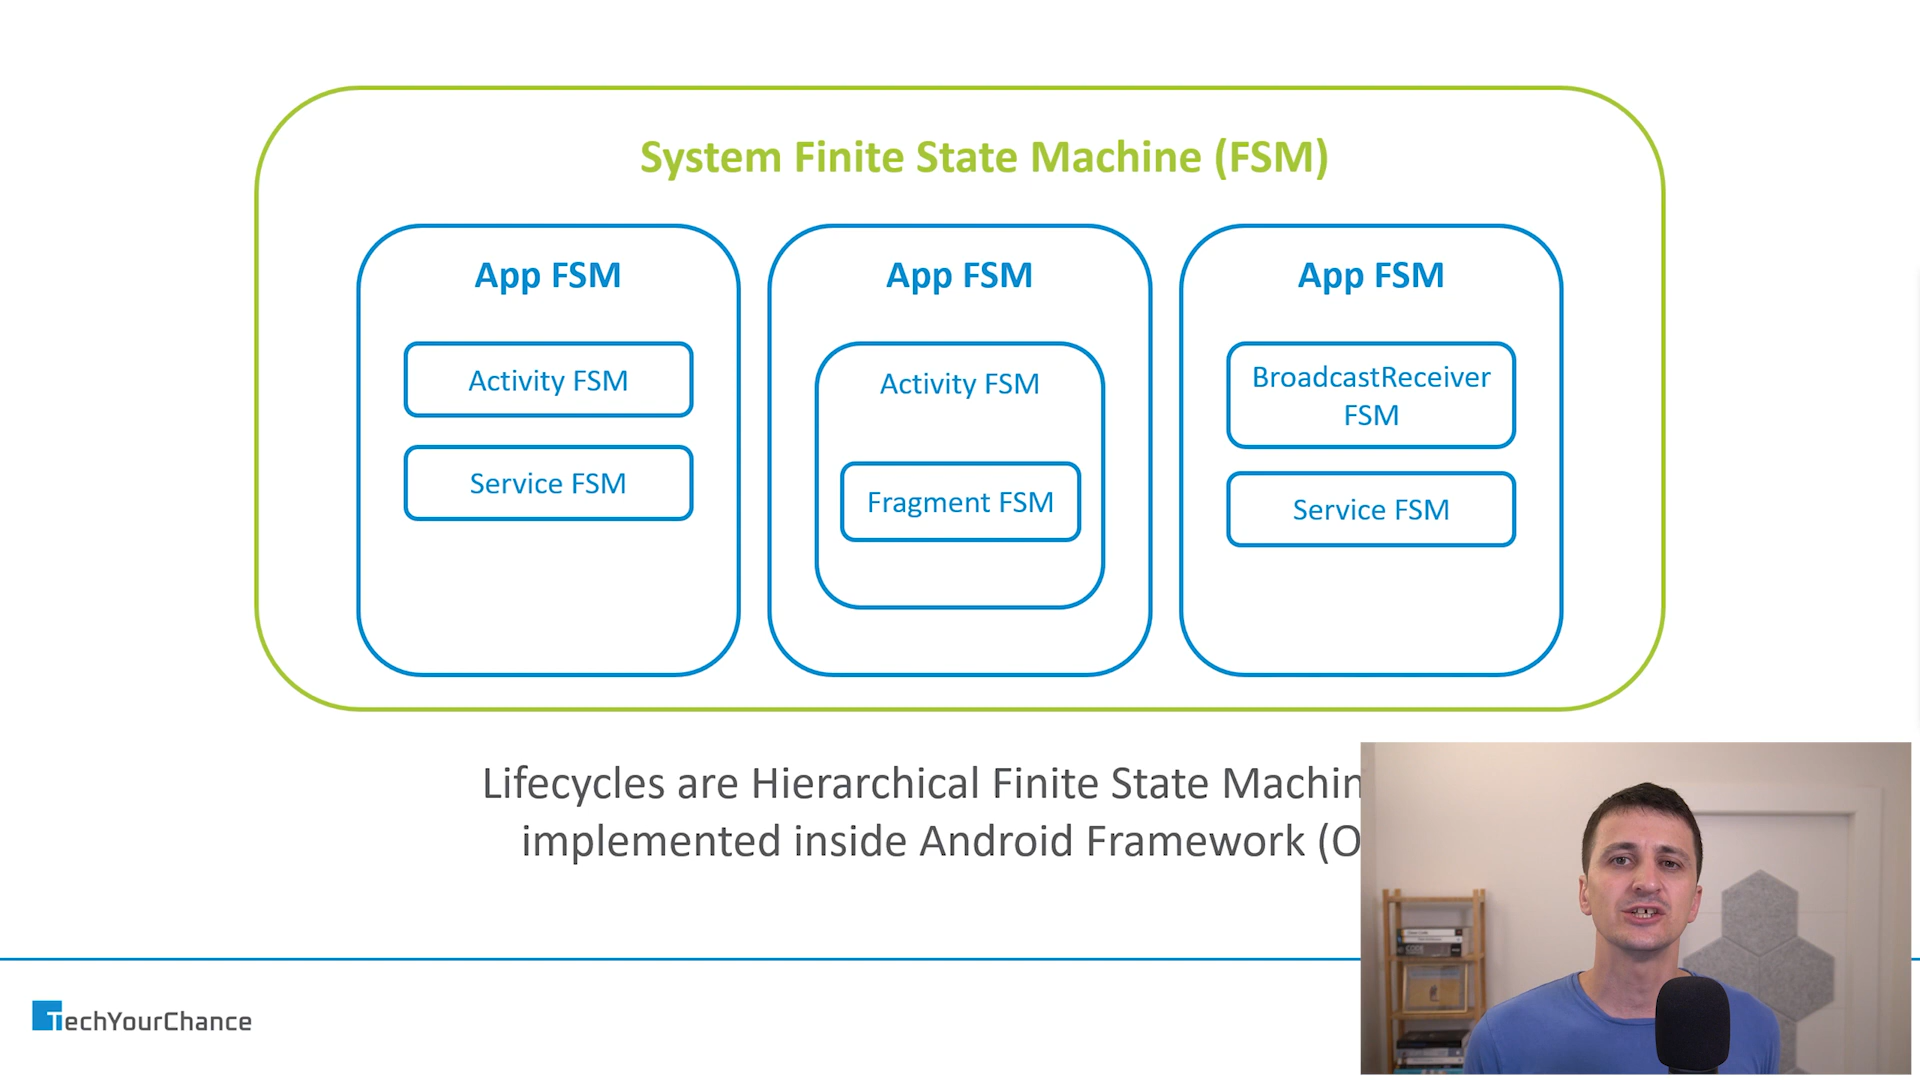 System Finite State Machine (FSM)
App FSM
Activity FSM
Service FSM
App FSM
Activity FSM
Fragment FSM
App FSM
BroadcastReceiver
FSM
Service FSM
Lifecycles are Hierarchical Finite State Machin
implemented inside Android Framework (O
TechYourChance